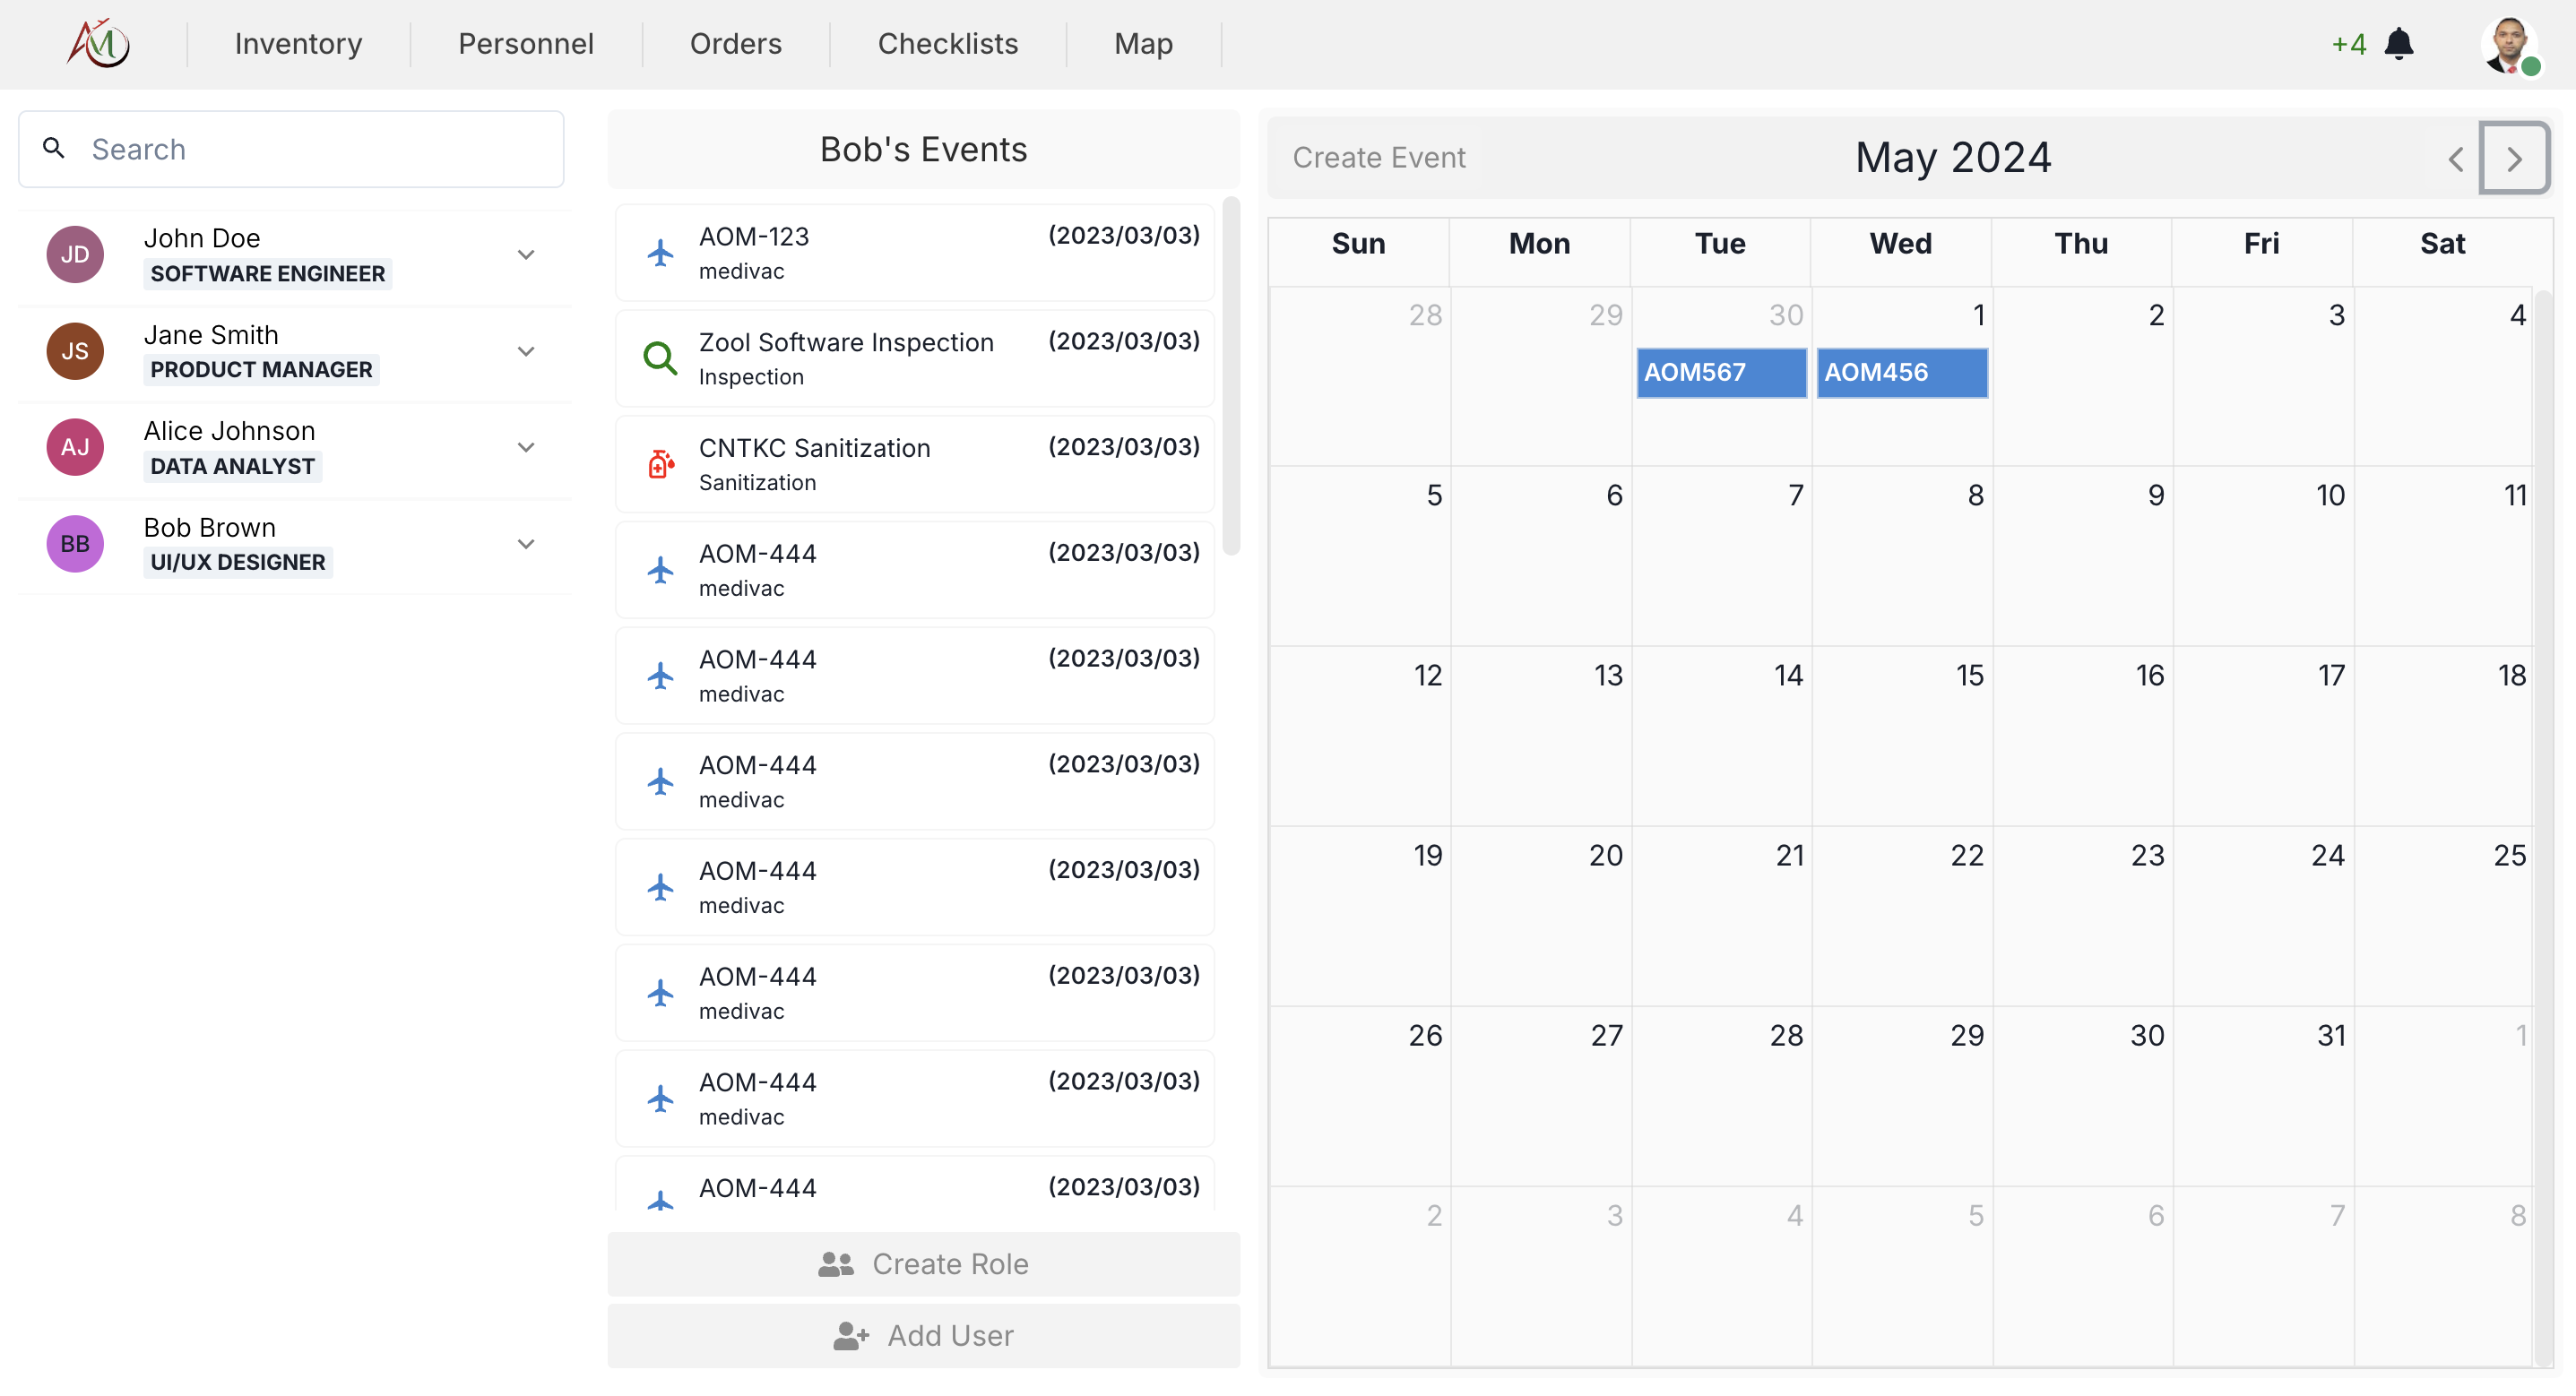 AM
Inventory
Personnel
Orders
Checklists
Map
+4
Search
John Doe
SOFTWARE ENGINEER
JD
Jane Smith
PRODUCT MANAGER
JS
Alice Johnson
DATA ANALYST
AJ
Bob Brown
UI/UX DESIGNER
BB
Bob's Events
AOM-123 (2023/03/03)
medivac
Zool Software Inspection (2023/03/03)
Inspection
CNTKC Sanitization (2023/03/03)
Sanitization
AOM-444 (2023/03/03)
medivac
AOM-444 (2023/03/03)
medivac
AOM-444 (2023/03/03)
medivac
AOM-444 (2023/03/03)
medivac
AOM-444 (2023/03/03)
medivac
AOM-444 (2023/03/03)
medivac
AOM-444 (2023/03/03)
Create Role
Add User
Create Event
May 2024
Sun Mon Tue Wed Thu Fri Sat
28 29 30 1 2 3 4
AOM567 AOM456
5 6 7 8 9 10 11
12 13 14 15 16 17 18
19 20 21 22 23 24 25
26 27 28 29 30 31 1
2 3 4 5 6 7 8